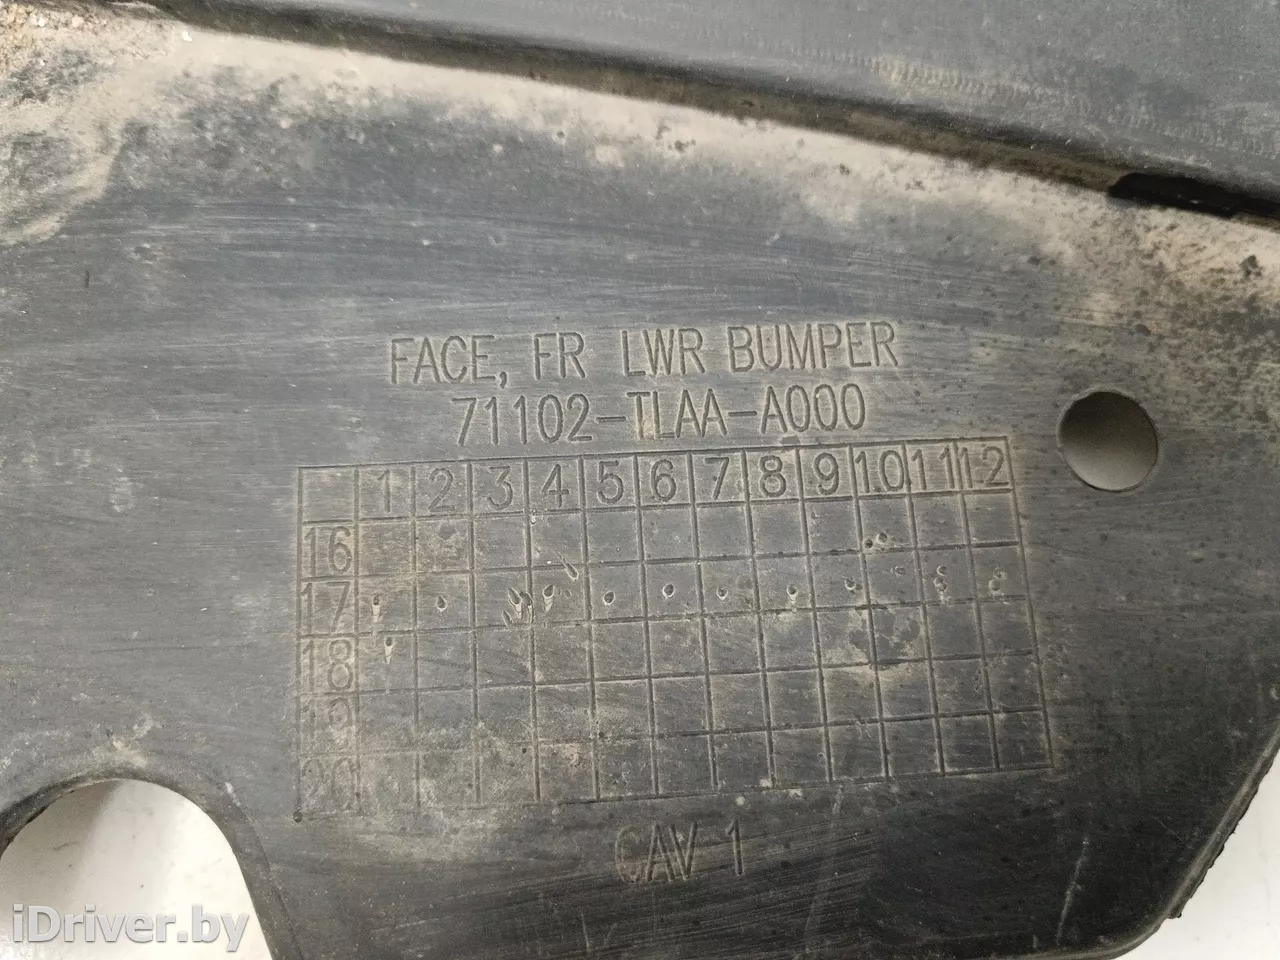 FACE, FR LWR BUMPER
71102-TLAA-A000
1 2 3 4 5 6 7 8 9 10 11 12
16
17
18
19
20
CAV 1
iDriver.by